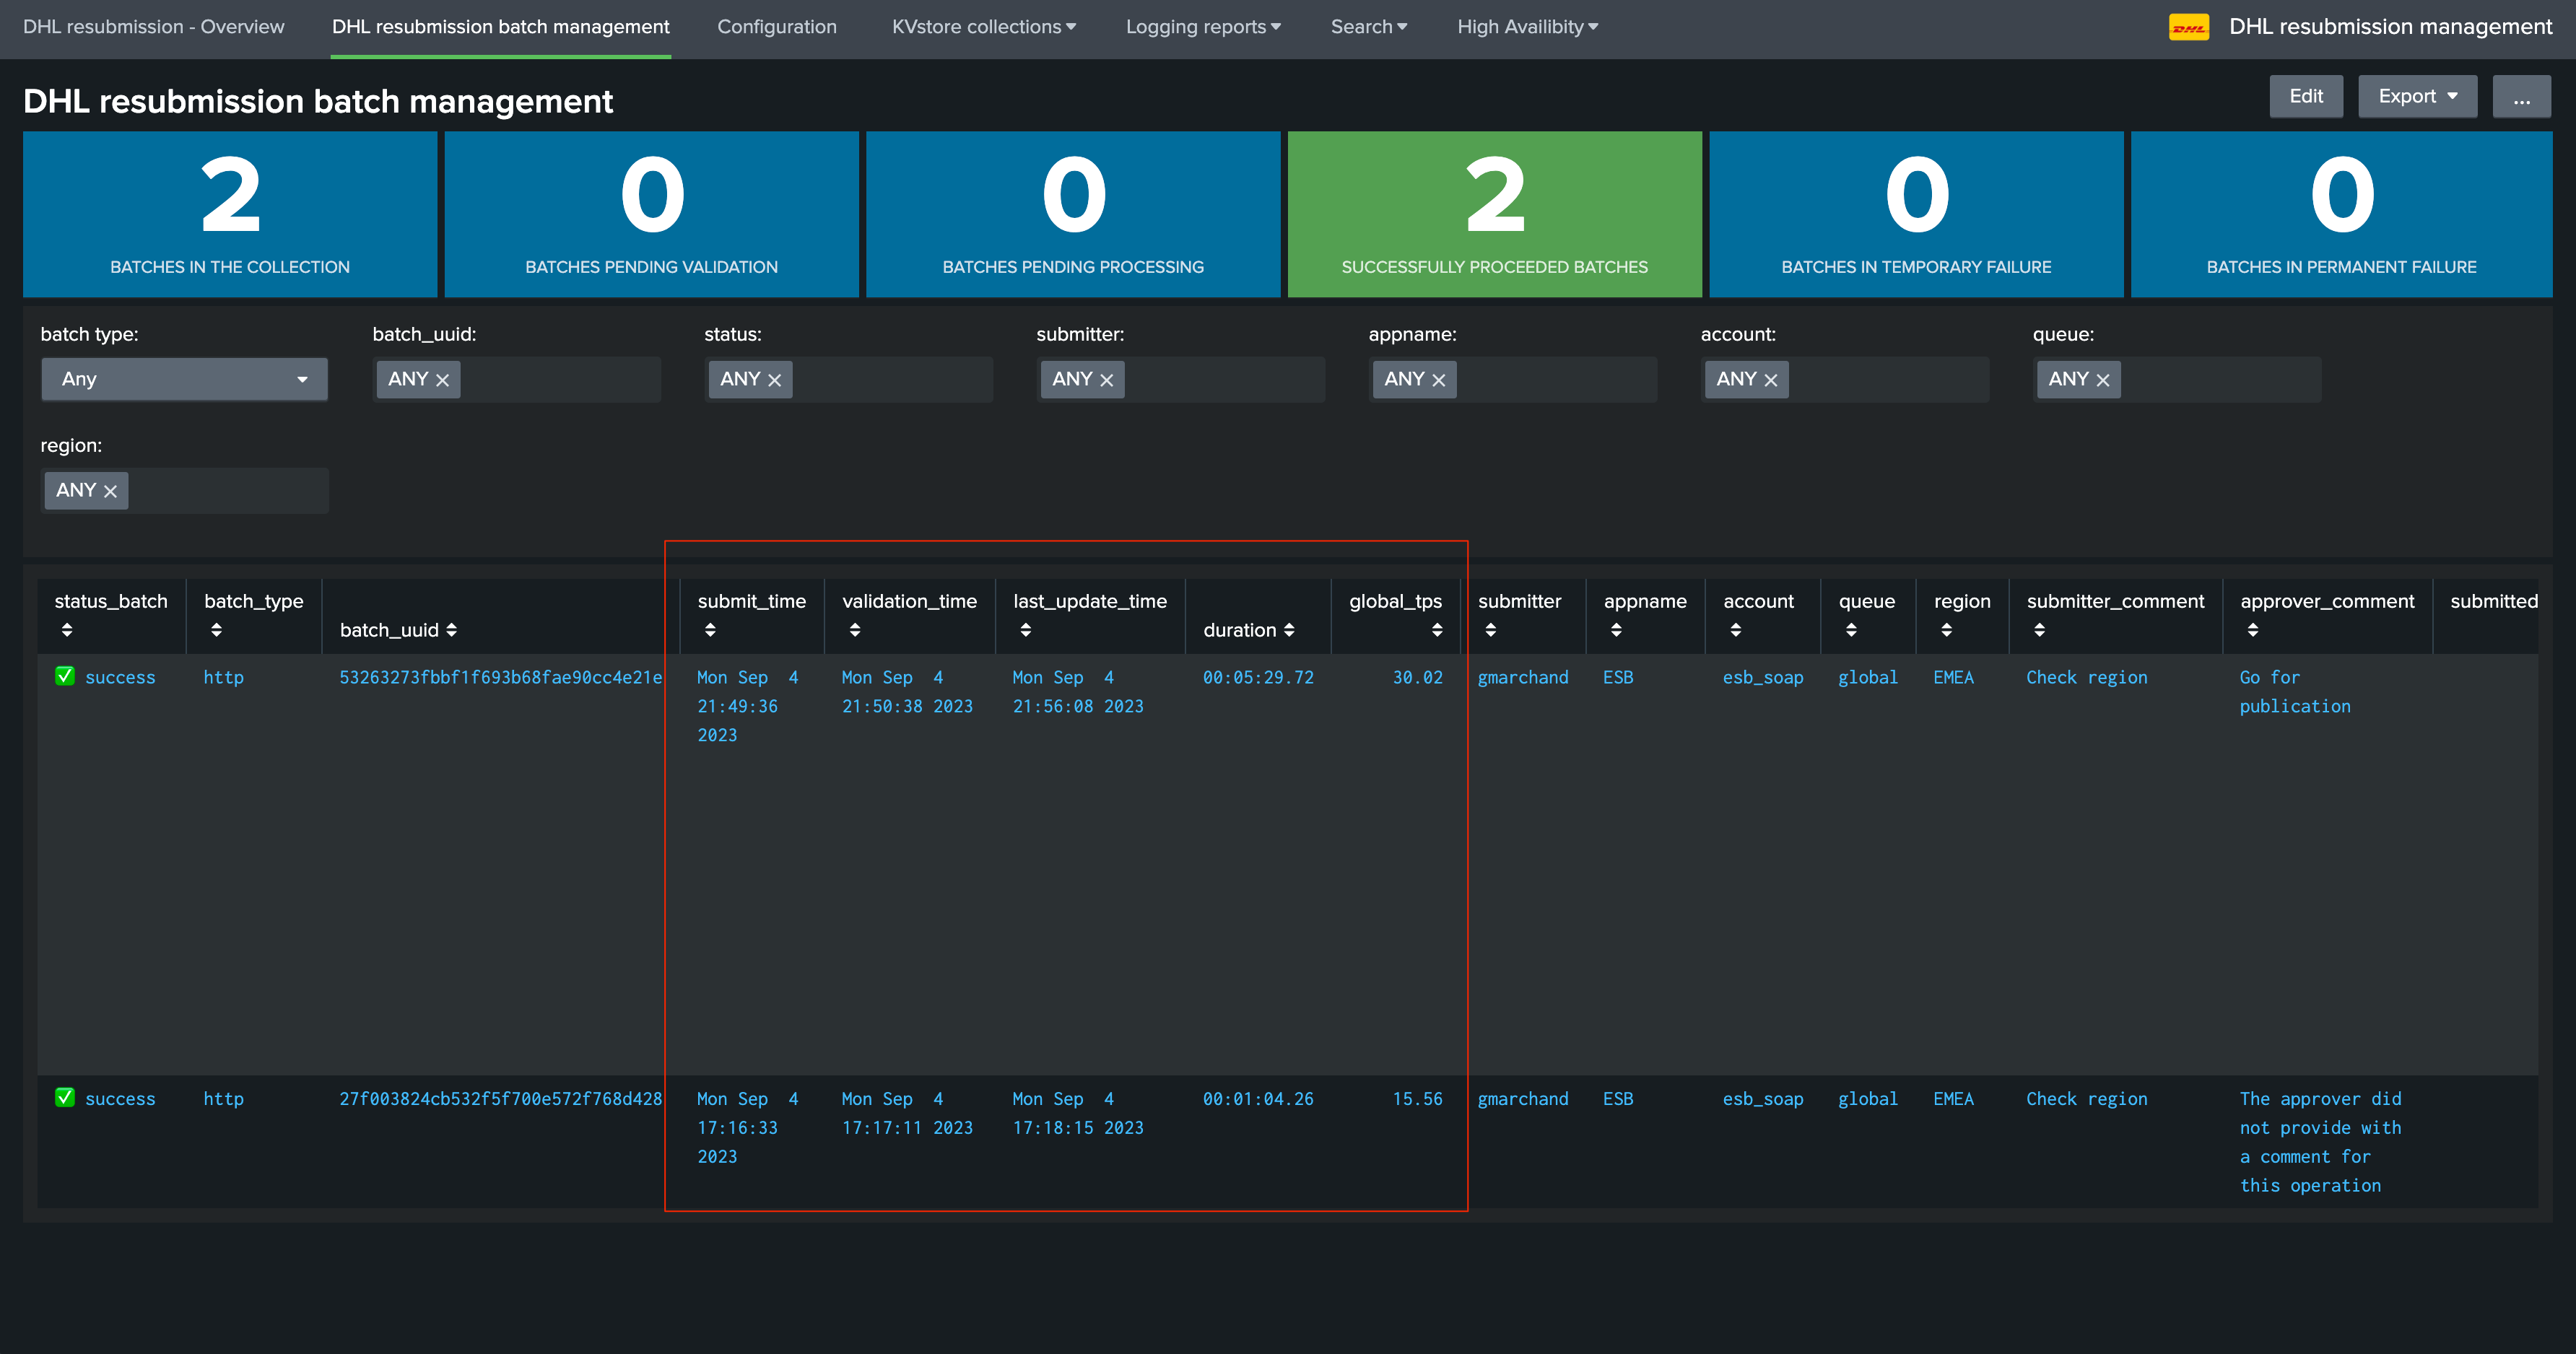 DHL resubmission - Overview DHL resubmission batch management Configuration KVstore collections Logging reports Search High Availibity DHL DHL resubmission management
DHL resubmission batch management Edit Export ...
2 0 0 2 0 0
BATCHES IN THE COLLECTION BATCHES PENDING VALIDATION BATCHES PENDING PROCESSING SUCCESSFULLY PROCEEDED BATCHES BATCHES IN TEMPORARY FAILURE BATCHES IN PERMANENT FAILURE
batch type: batch_uuid: status: submitter: appname: account: queue:
Any ANY ANY ANY ANY ANY ANY
region:
ANY
status_batch batch_type batch_uuid submit_time validation_time last_update_time duration global_tps submitter appname account queue region submitter_comment approver_comment submitted
success http 53263273fbbf1f693b68fae90cc4e21e Mon Sep 4 Mon Sep 4 Mon Sep 4 00:05:29.72 30.02 gmarchand ESB esb_soap global EMEA Check region Go for
21:49:36 21:50:38 2023 21:56:08 2023 publication
2023
success http 27f003824cb532f5f700e572f768d428 Mon Sep 4 Mon Sep 4 Mon Sep 4 00:01:04.26 15.56 gmarchand ESB esb_soap global EMEA Check region The approver did
17:16:33 17:17:11 2023 17:18:15 2023 not provide with
2023 a comment for
this operation